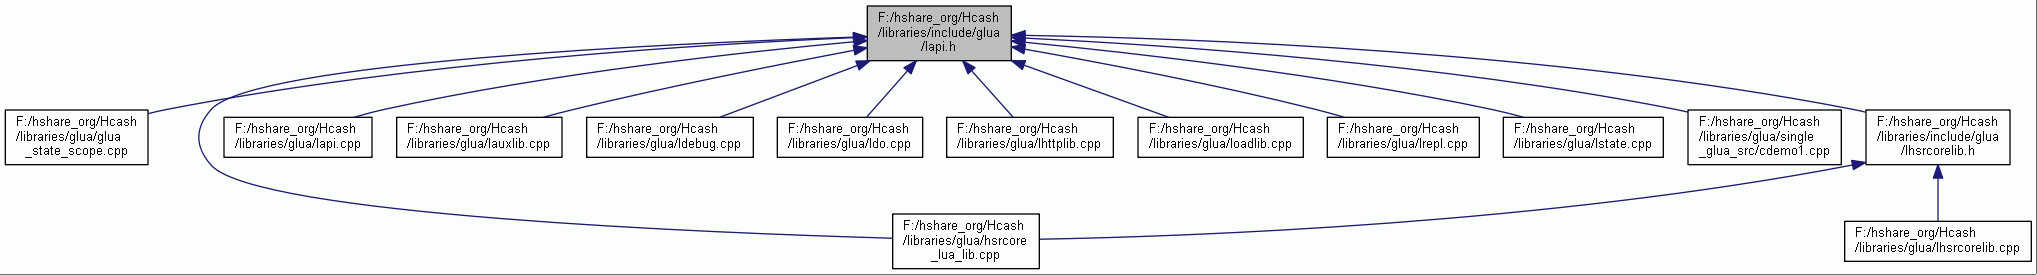 F:/hshare_org/Hcash
/libraries/include/glua
/lapi.h
F:/hshare_org/Hcash
/libraries/glua/glua
_state_scope.cpp
F:/hshare_org/Hcash
/libraries/glua/lapi.cpp
F:/hshare_org/Hcash
/libraries/glua/lauxlib.cpp
F:/hshare_org/Hcash
/libraries/glua/ldebug.cpp
F:/hshare_org/Hcash
/libraries/glua/ldo.cpp
F:/hshare_org/Hcash
/libraries/glua/lhttplib.cpp
F:/hshare_org/Hcash
/libraries/glua/loadlib.cpp
F:/hshare_org/Hcash
/libraries/glua/lrepl.cpp
F:/hshare_org/Hcash
/libraries/glua/lstate.cpp
F:/hshare_org/Hcash
/libraries/glua/single
_glua_src/cdemo1.cpp
F:/hshare_org/Hcash
/libraries/include/glua
/lhsrcorelib.h
F:/hshare_org/Hcash
/libraries/glua/hsrcore
_lua_lib.cpp
F:/hshare_org/Hcash
/libraries/glua/lhsrcorelib.cpp